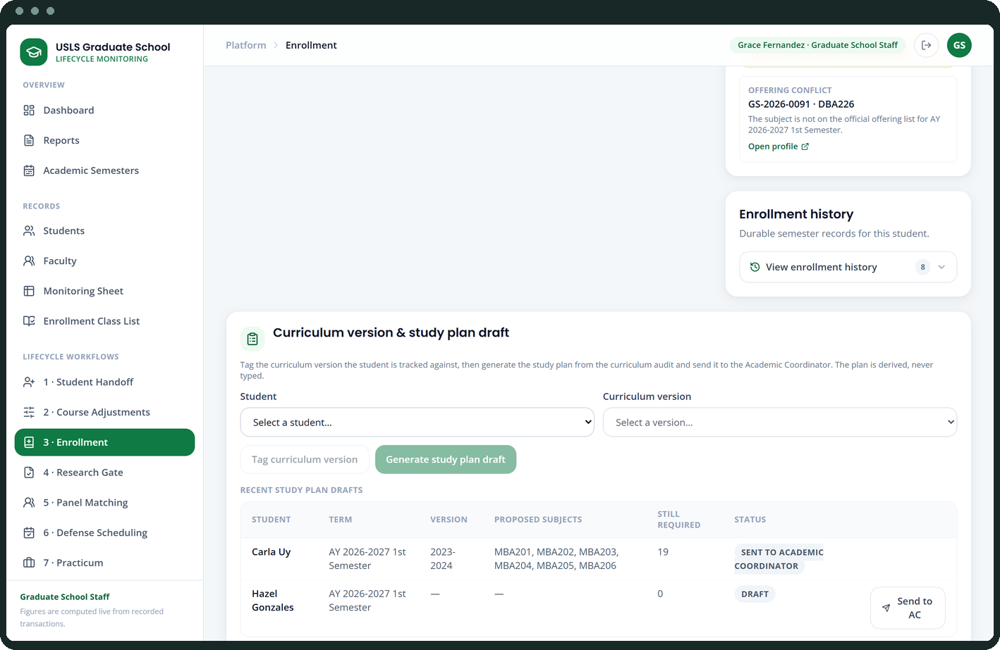 USLS Graduate School
LIFECYCLE MONITORING
OVERVIEW
Dashboard
Reports
Academic Semesters
RECORDS
Students
Faculty
Monitoring Sheet
Enrollment Class List
LIFECYCLE WORKFLOWS
1 · Student Handoff
2 · Course Adjustments
3 · Enrollment
4 · Research Gate
5 · Panel Matching
6 · Defense Scheduling
7 · Practicum
Graduate School Staff
Figures are computed live from recorded
transactions.
Platform > Enrollment
Grace Fernandez · Graduate School Staff
GS
OFFERING CONFLICT
GS-2026-0091 · DBA226
The subject is not on the official offering list for AY
2026-2027 1st Semester.
Open profile
Enrollment history
Durable semester records for this student.
View enrollment history 8
Curriculum version & study plan draft
Tag the curriculum version the student is tracked against, then generate the study plan from the curriculum audit and send it to the Academic Coordinator. The plan is derived, never
typed.
Student Curriculum version
Select a student... Select a version...
Tag curriculum version Generate study plan draft
RECENT STUDY PLAN DRAFTS
STUDENT TERM VERSION PROPOSED SUBJECTS STILL REQUIRED STATUS
Carla Uy AY 2026-2027 1st 2023- MBA201, MBA202, MBA203, 19 SENT TO ACADEMIC
Semester 2024 MBA204, MBA205, MBA206 COORDINATOR
Hazel AY 2026-2027 1st — — 0 DRAFT Send to
Gonzales Semester AC